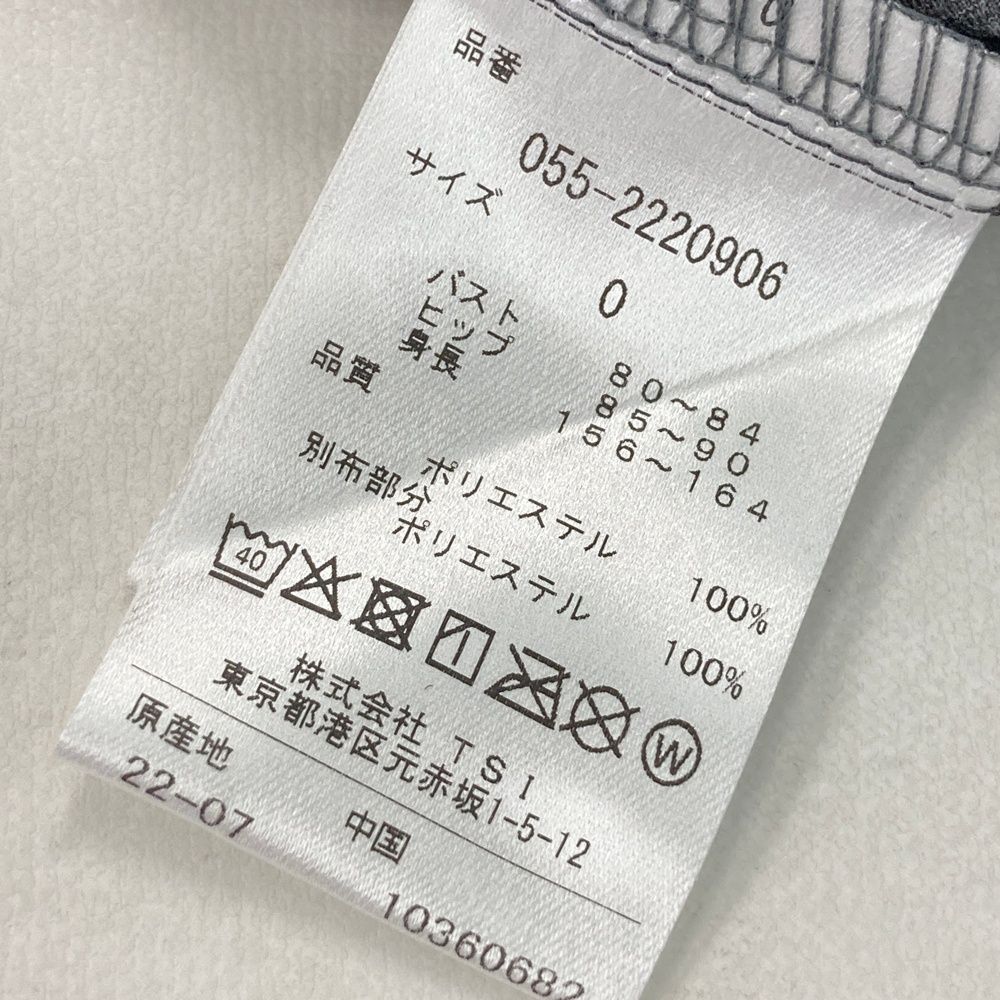 品番
055-2220906
サイズ
0
バスト 80~84
ヒップ 85~90
身長 156~164
品質
ポリエステル 100%
別布部分
ポリエステル 100%
40
W
株式会社 TSI
東京都港区元赤坂1-5-12
原産地 中国
22-07 10360682